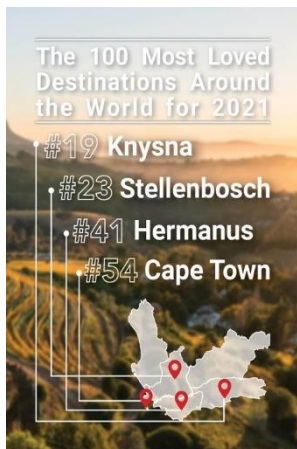 The 100 Most Loved
Destinations Around
the World for 2021
#19 Knysna
#23 Stellenbosch
#41 Hermanus
#54 Cape Town